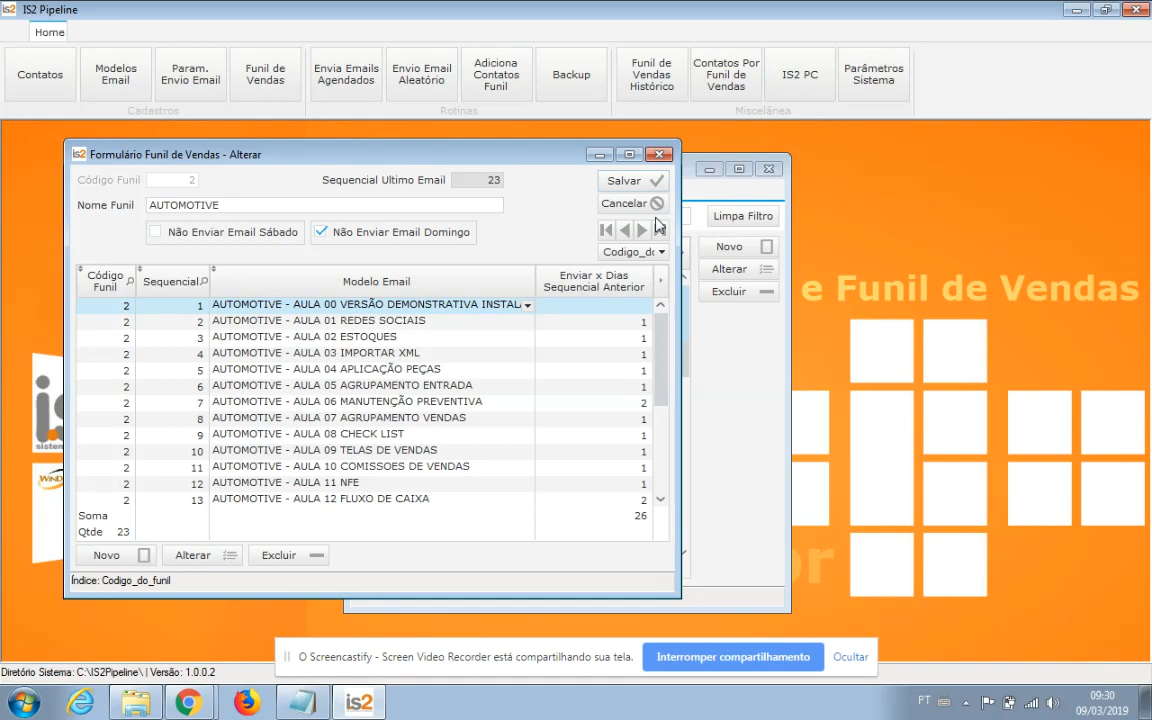 is2 IS2 Pipeline
Home
Contatos
Modelos Email
Param. Envio Email
Funil de Vendas
Envia Emails Agendados
Envio Email Aleatório
Adiciona Contatos Funil
Backup
Funil de Vendas Histórico
Contatos Por Funil de Vendas
IS2 PC
Parâmetros Sistema
Cadastros
Rotinas
Miscelânea
is2 Formulário Funil de Vendas - Alterar
Código Funil 2
Sequencial Ultimo Email 23
Salvar
Nome Funil AUTOMOTIVE
Cancelar
Não Enviar Email Sábado
Não Enviar Email Domingo
Codigo_do
Limpa Filtro
Novo
Alterar
Excluir
e Funil de Vendas
Código Funil
Sequencial
Modelo Email
Enviar x Dias Sequencial Anterior
2 1 AUTOMOTIVE - AULA 00 VERSÃO DEMONSTRATIVA INSTAL
2 2 AUTOMOTIVE - AULA 01 REDES SOCIAIS 1
2 3 AUTOMOTIVE - AULA 02 ESTOQUES 1
2 4 AUTOMOTIVE - AULA 03 IMPORTAR XML 1
2 5 AUTOMOTIVE - AULA 04 APLICAÇÃO PEÇAS 1
2 6 AUTOMOTIVE - AULA 05 AGRUPAMENTO ENTRADA 1
2 7 AUTOMOTIVE - AULA 06 MANUTENÇÃO PREVENTIVA 2
2 8 AUTOMOTIVE - AULA 07 AGRUPAMENTO VENDAS 1
2 9 AUTOMOTIVE - AULA 08 CHECK LIST 1
2 10 AUTOMOTIVE - AULA 09 TELAS DE VENDAS 1
2 11 AUTOMOTIVE - AULA 10 COMISSOES DE VENDAS 1
2 12 AUTOMOTIVE - AULA 11 NFE 1
2 13 AUTOMOTIVE - AULA 12 FLUXO DE CAIXA 2
Soma 26
Qtde 23
Novo
Alterar
Excluir
Índice: Codigo_do_funil
or
O Screencastify - Screen Video Recorder está compartilhando sua tela.
Interromper compartilhamento
Ocultar
Diretório Sistema: C:\IS2Pipeline\ | Versão: 1.0.0.2
is2
PT
09:30
09/03/2019